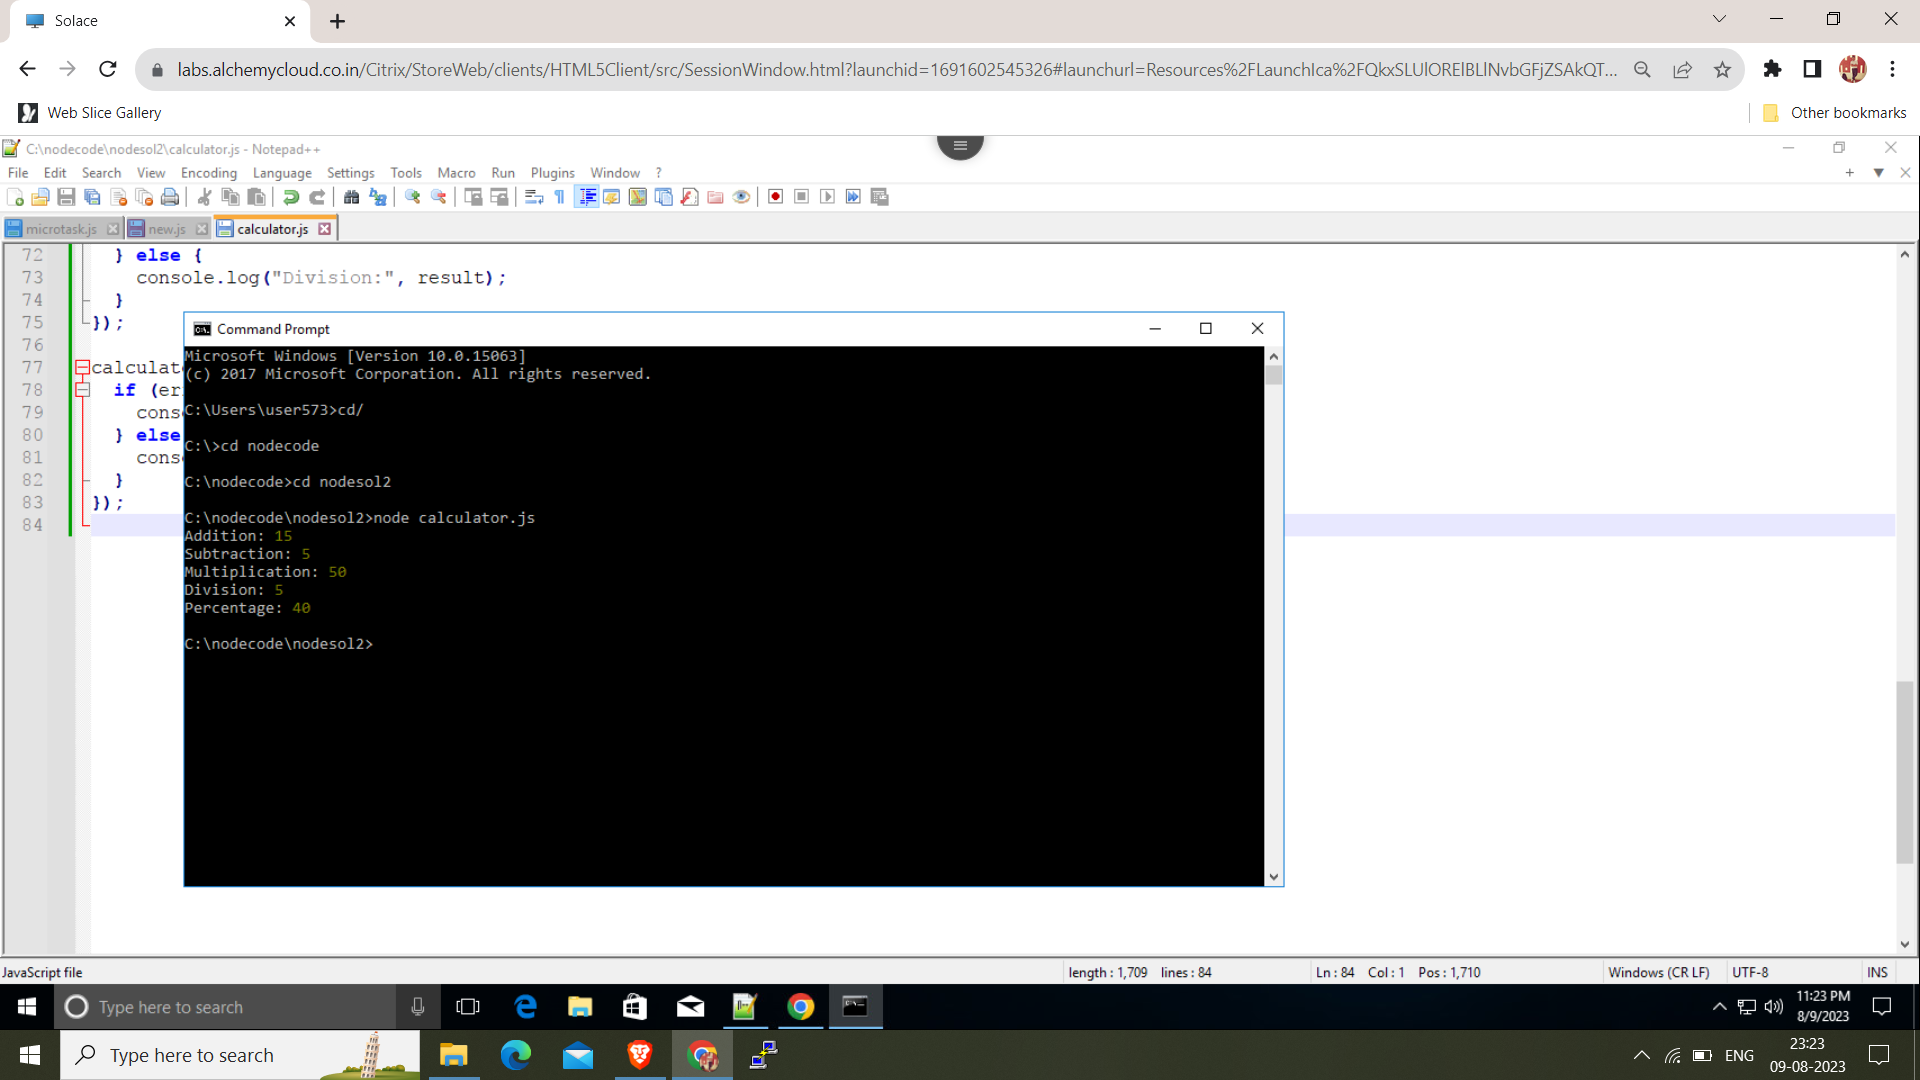 Solace
labs.alchemycloud.co.in/Citrix/StoreWeb/clients/HTML5Client/src/SessionWindow.html?launchid=1691602545326#launchurl=Resources%2FLaunchIca%2FQkxSLUlORElBLlNvbGFjZSAkQT...
Web Slice Gallery
Other bookmarks
C:\nodecode\nodesol2\calculator.js - Notepad++
File Edit Search View Encoding Language Settings Tools Macro Run Plugins Window ?
microtask.js new.js calculator.js
72 } else {
73 console.log("Division:", result);
74 }
75 });
76
77 calculat
78 if (er
79 cons
80 } else
81 cons
82 }
83 });
84
Command Prompt
Microsoft Windows [Version 10.0.15063]
(c) 2017 Microsoft Corporation. All rights reserved.
C:\Users\user573>cd/
C:\>cd nodecode
C:\nodecode>cd nodesol2
C:\nodecode\nodesol2>node calculator.js
Addition: 15
Subtraction: 5
Multiplication: 50
Division: 5
Percentage: 40
C:\nodecode\nodesol2>
JavaScript file length : 1,709 lines : 84 Ln : 84 Col : 1 Pos : 1,710 Windows (CR LF) UTF-8 INS
Type here to search
11:23 PM
8/9/2023
Type here to search
ENG
23:23
09-08-2023